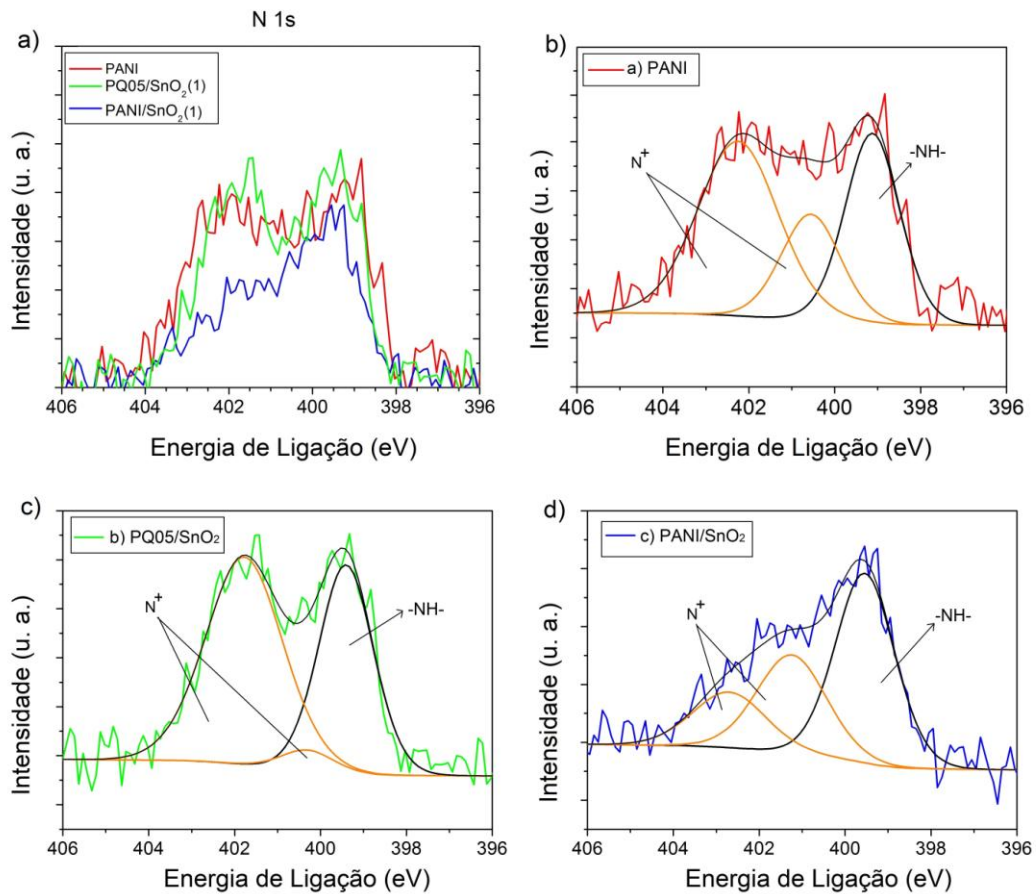 N 1s
a)
PANI
PQ05/SnO₂(1)
PANI/SnO₂(1)
Intensidade (u. a.)
406 404 402 400 398 396
Energia de Ligação (eV)
b)
a) PANI
N⁺
-NH-
Intensidade (u. a.)
406 404 402 400 398 396
Energia de Ligação (eV)
c)
b) PQ05/SnO₂
N⁺
-NH-
Intensidade (u. a.)
406 404 402 400 398 396
Energia de Ligação (eV)
d)
c) PANI/SnO₂
N⁺
-NH-
Intensidade (u. a.)
406 404 402 400 398 396
Energia de Ligação (eV)